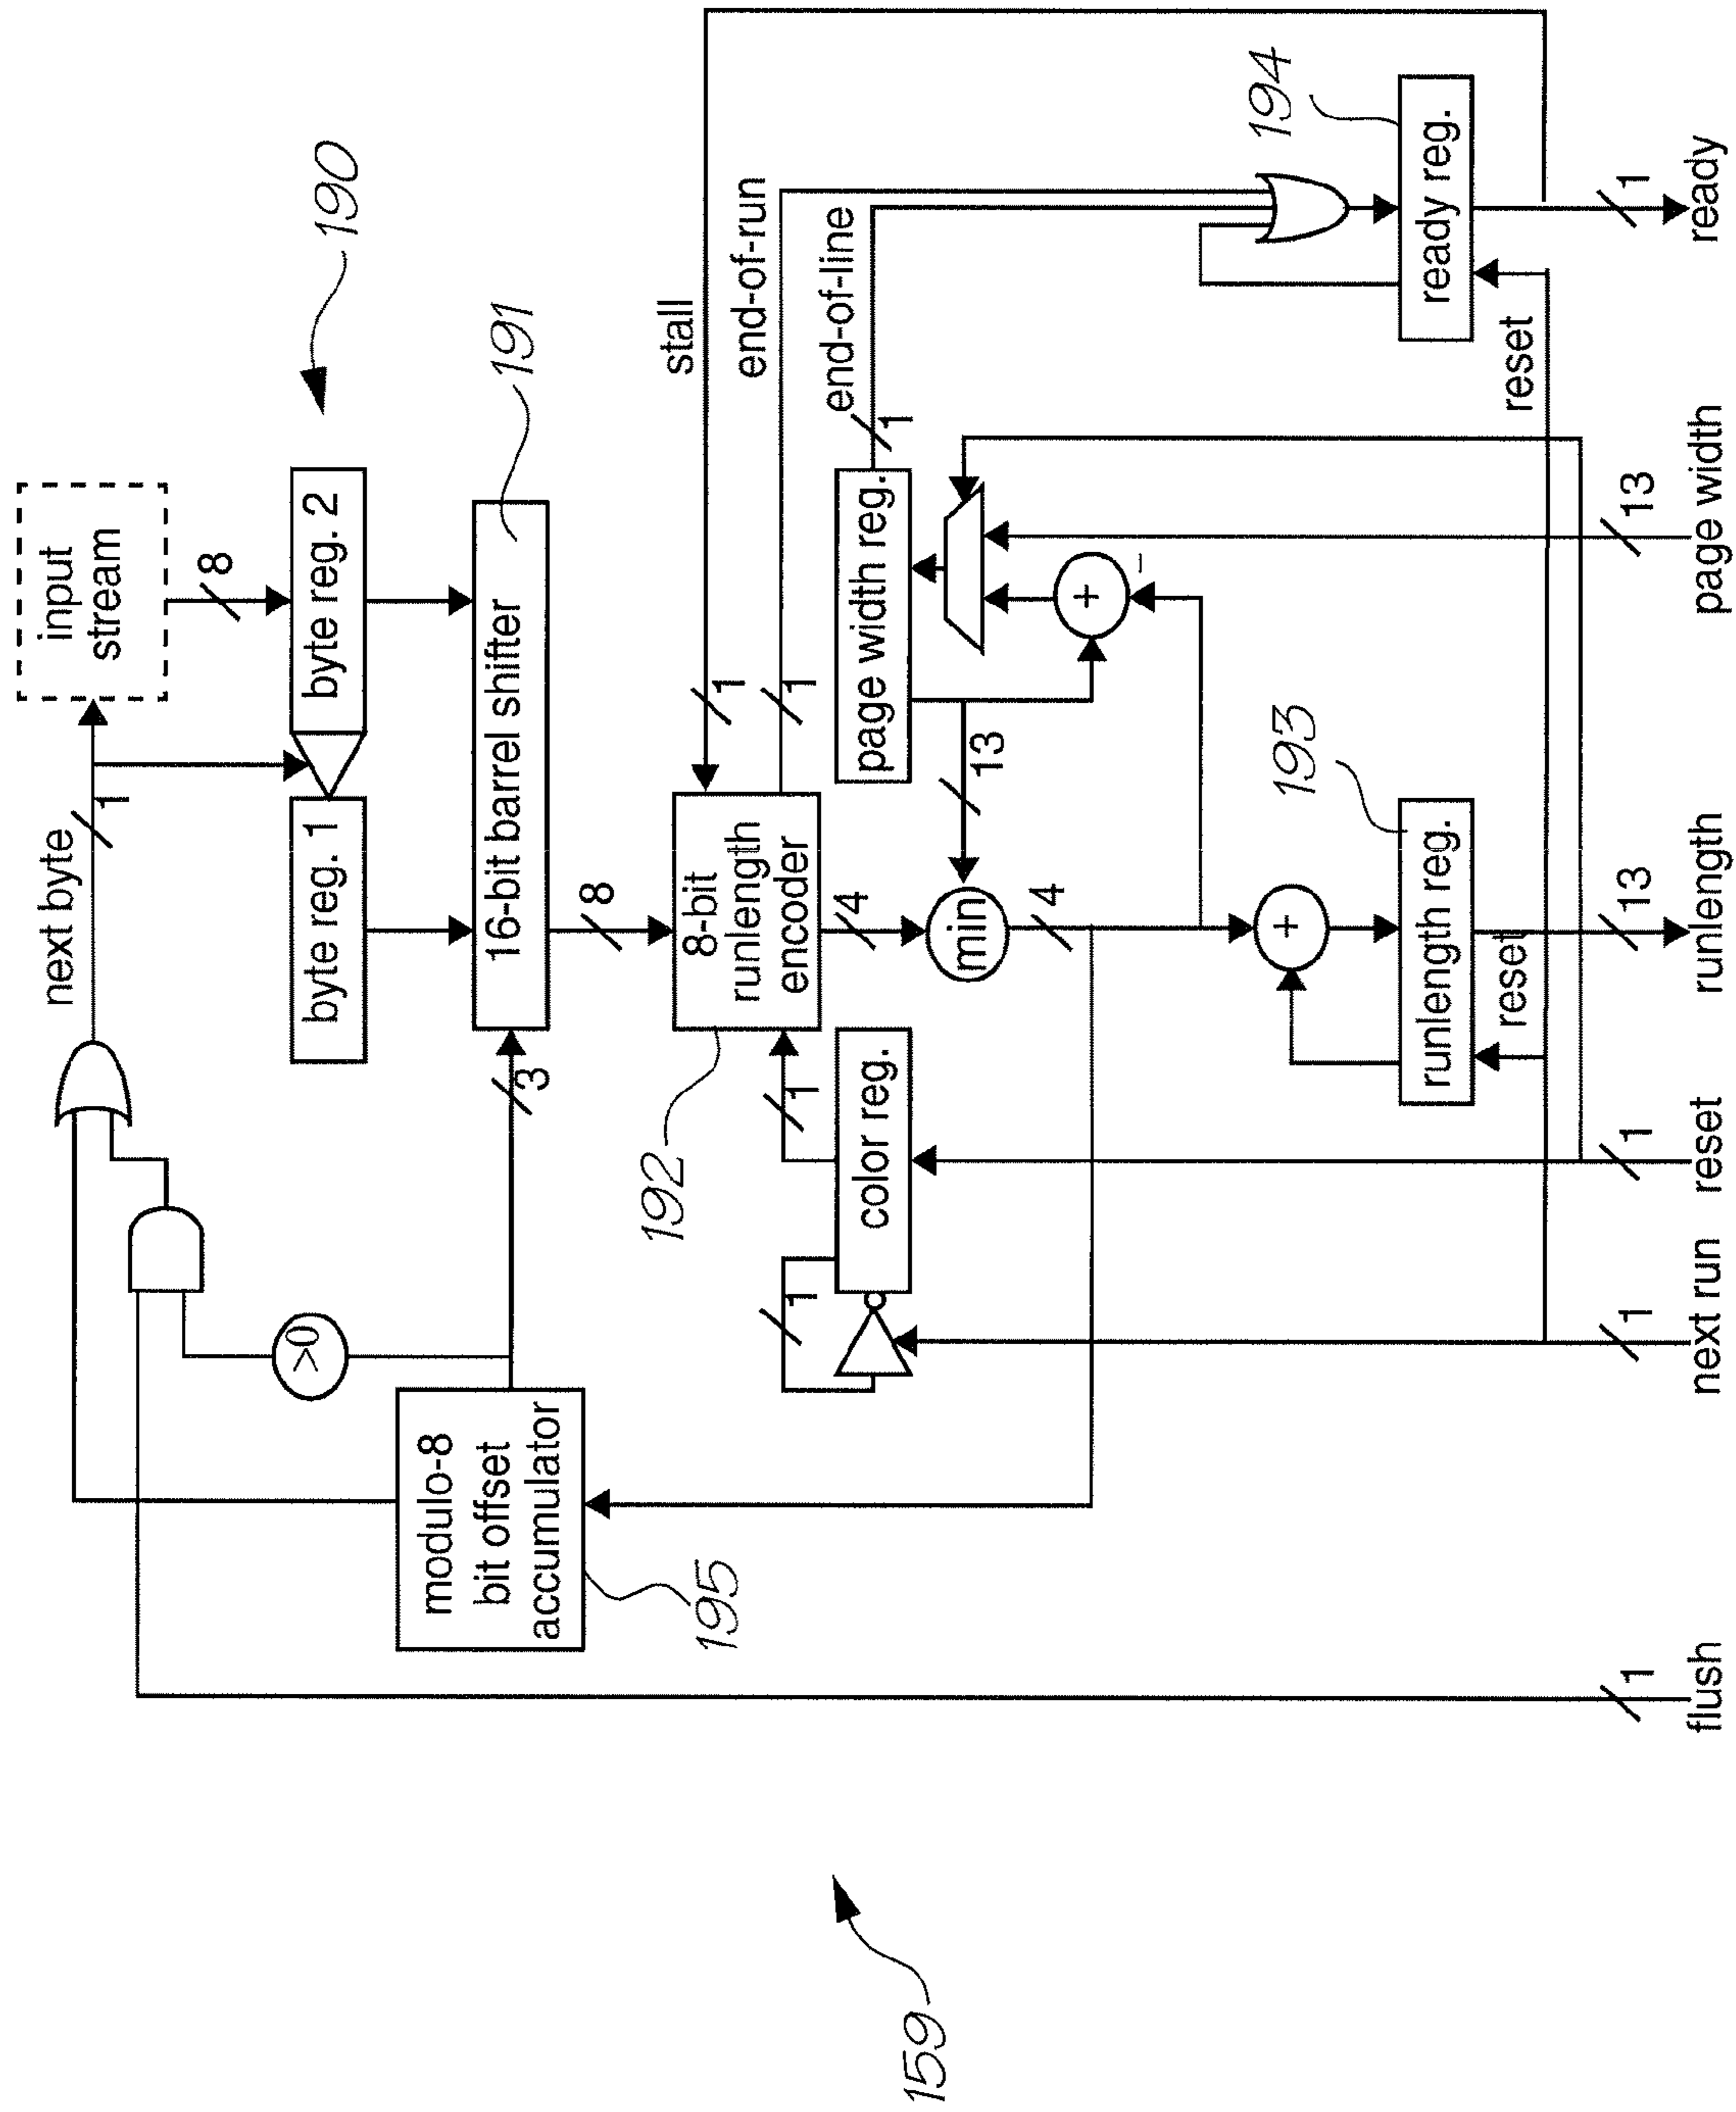 next byte
1
input
stream
8
190
byte reg. 1
byte reg. 2
16-bit barrel shifter
191
3
8
>0
modulo-8
bit offset
accumulator
195
8-bit
runlength
encoder
192
stall
1
end-of-run
1
end-of-line
1
color reg.
1
1
page width reg.
13
min
4
4
+
−
+
runlength reg.
193
reset
ready reg.
194
reset
1
flush
1
next run
1
reset
13
runlength
13
page width
1
ready
159